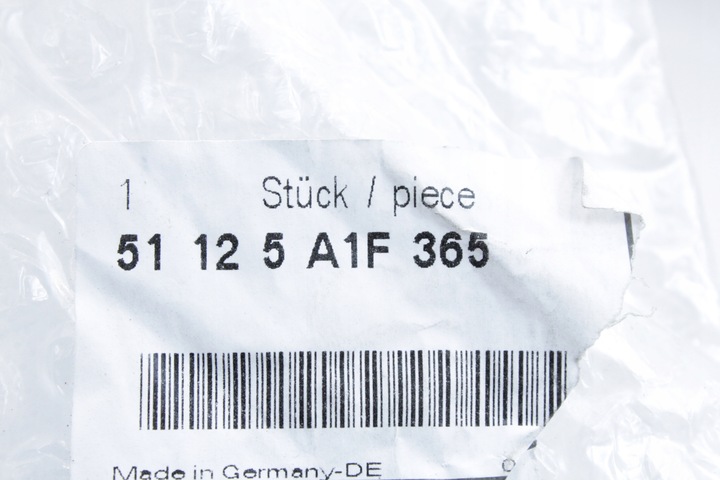 1 Stück / piece
51 12 5 A1F 365
Made in Germany-DE